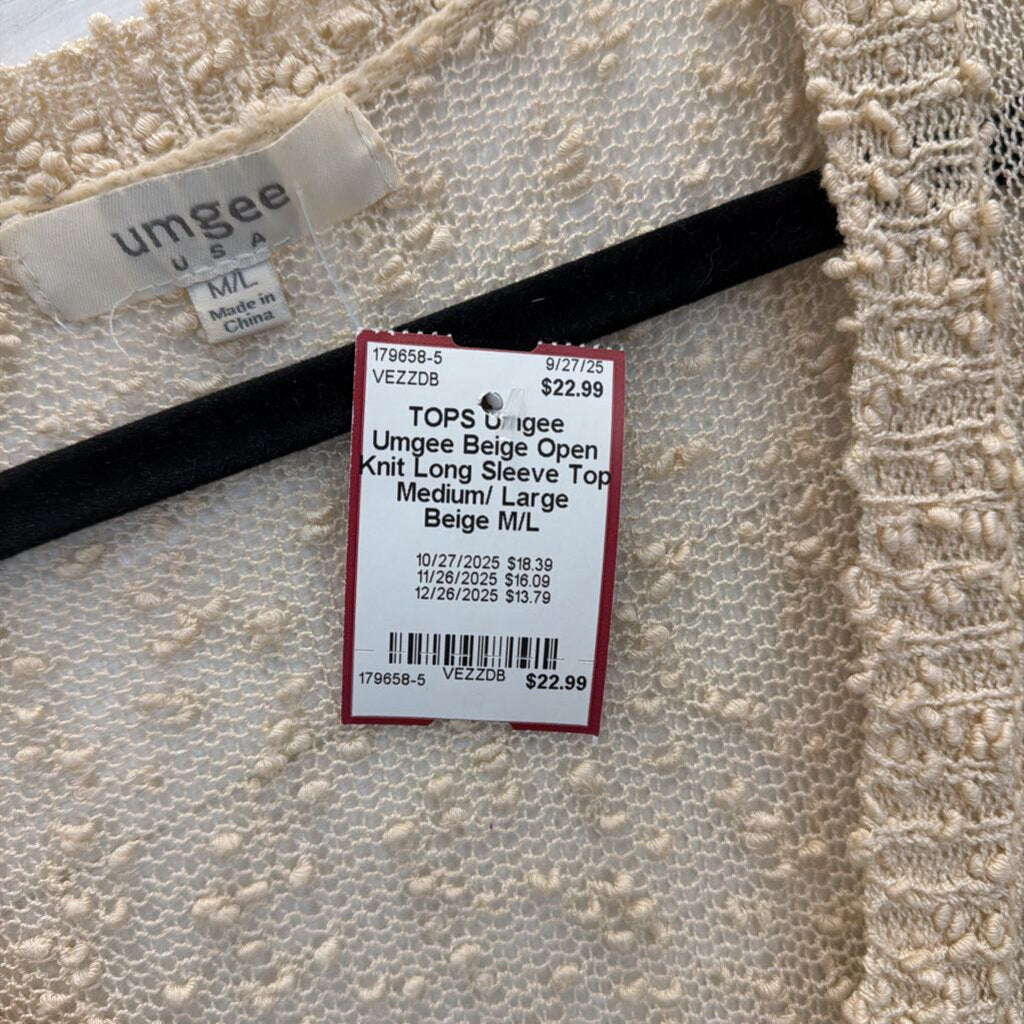 umgee
U S A
M/L
Made in
China
179658-5 9/27/25
VEZZDB $22.99
TOPS Umgee
Umgee Beige Open
Knit Long Sleeve Top
Medium/ Large
Beige M/L
10/27/2025 $18.39
11/26/2025 $16.09
12/26/2025 $13.79
179658-5 VEZZDB $22.99